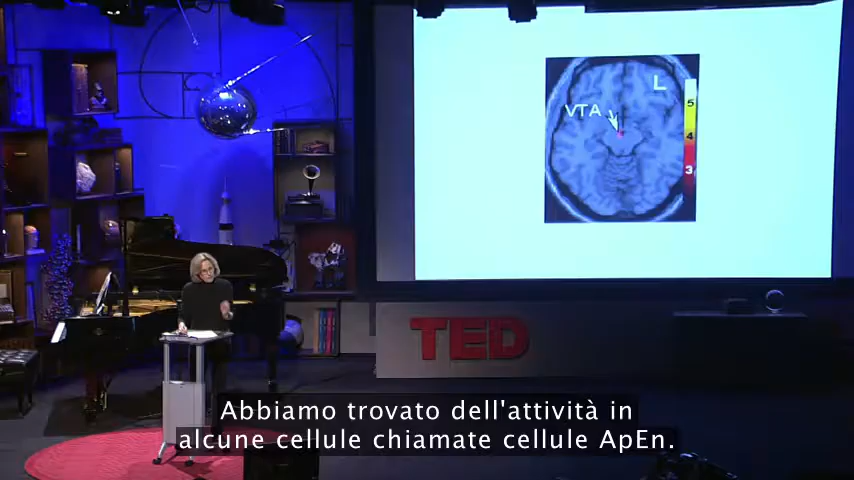 L
VTA
5
4
3
TED
Abbiamo trovato dell'attività in
alcune cellule chiamate cellule ApEn.